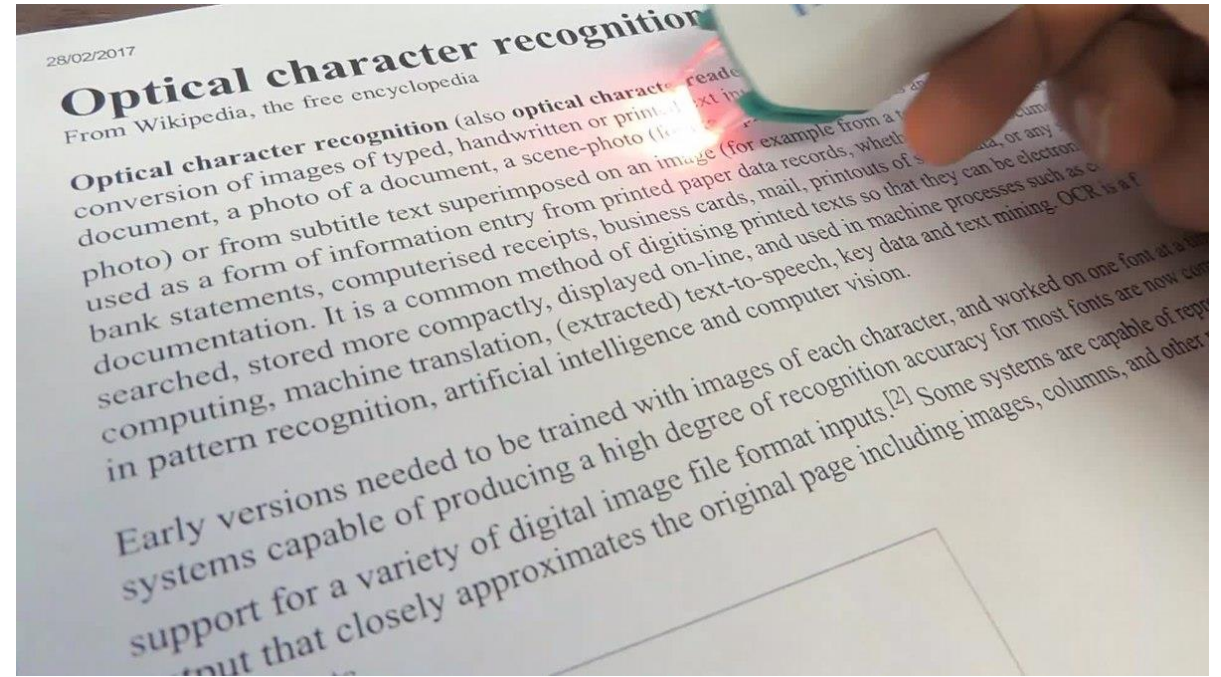 28/02/2017
Optical character recognition
From Wikipedia, the free encyclopedia
Optical character recognition (also optical characte reade
conversion of images of typed, handwritten or print
document, a photo of a document, a scene-photo
photo) or from subtitle text superimposed on an image (for example from a
used as a form of information entry from printed paper data records, wheth
bank statements, computerised receipts, business cards, mail, printouts of or any
documentation. It is a common method of digitising printed texts so that they can be electron
searched, stored more compactly, displayed on-line, and used in machine processes such as
computing, machine translation, (extracted) text-to-speech, key data and text mining. OCR is a f
in pattern recognition, artificial intelligence and computer vision.
Early versions needed to be trained with images of each character, and worked on one font at a
systems capable of producing a high degree of recognition accuracy for most fonts are now com
support for a variety of digital image file format inputs.[2] Some systems are capable of repr
tput that closely approximates the original page including images, columns, and other